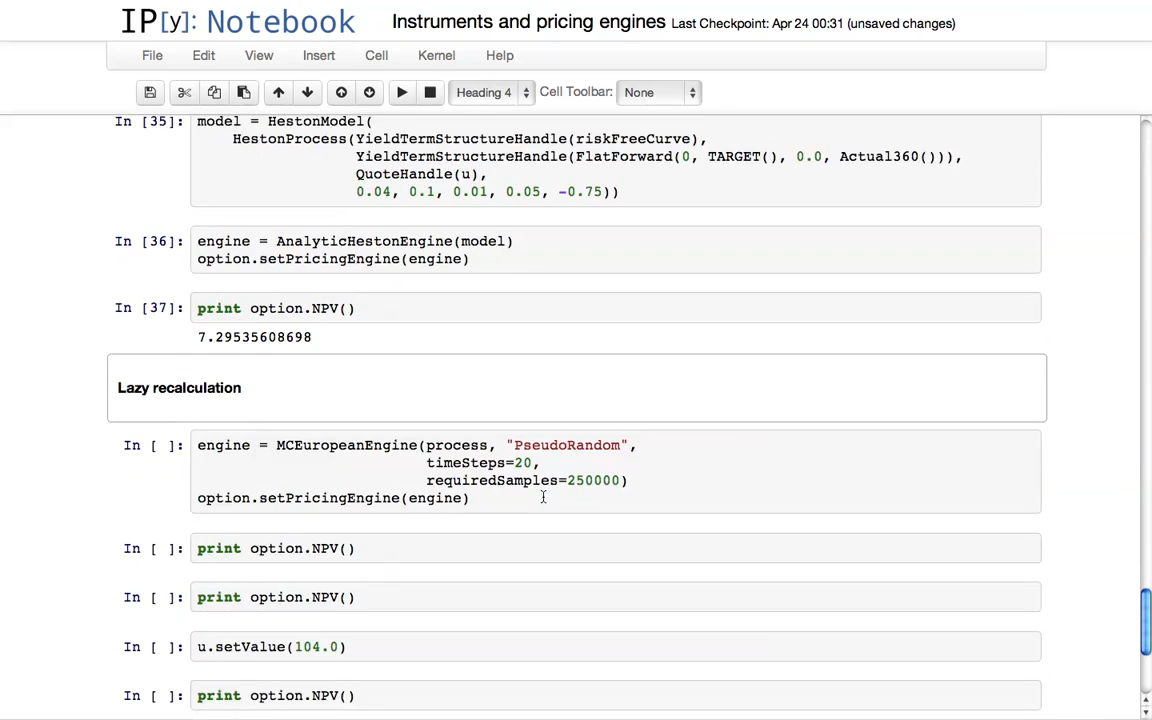 IP[y]: Notebook Instruments and pricing engines Last Checkpoint: Apr 24 00:31 (unsaved changes)
File Edit View Insert Cell Kernel Help
Heading 4 Cell Toolbar: None
In [35]: model = HestonModel(
HestonProcess(YieldTermStructureHandle(riskFreeCurve),
YieldTermStructureHandle(FlatForward(0, TARGET(), 0.0, Actual360())),
QuoteHandle(u),
0.04, 0.1, 0.01, 0.05, -0.75))
In [36]: engine = AnalyticHestonEngine(model)
option.setPricingEngine(engine)
In [37]: print option.NPV()
7.29535608698
Lazy recalculation
In [ ]: engine = MCEuropeanEngine(process, "PseudoRandom",
timeSteps=20,
requiredSamples=250000)
option.setPricingEngine(engine)
In [ ]: print option.NPV()
In [ ]: print option.NPV()
In [ ]: u.setValue(104.0)
In [ ]: print option.NPV()